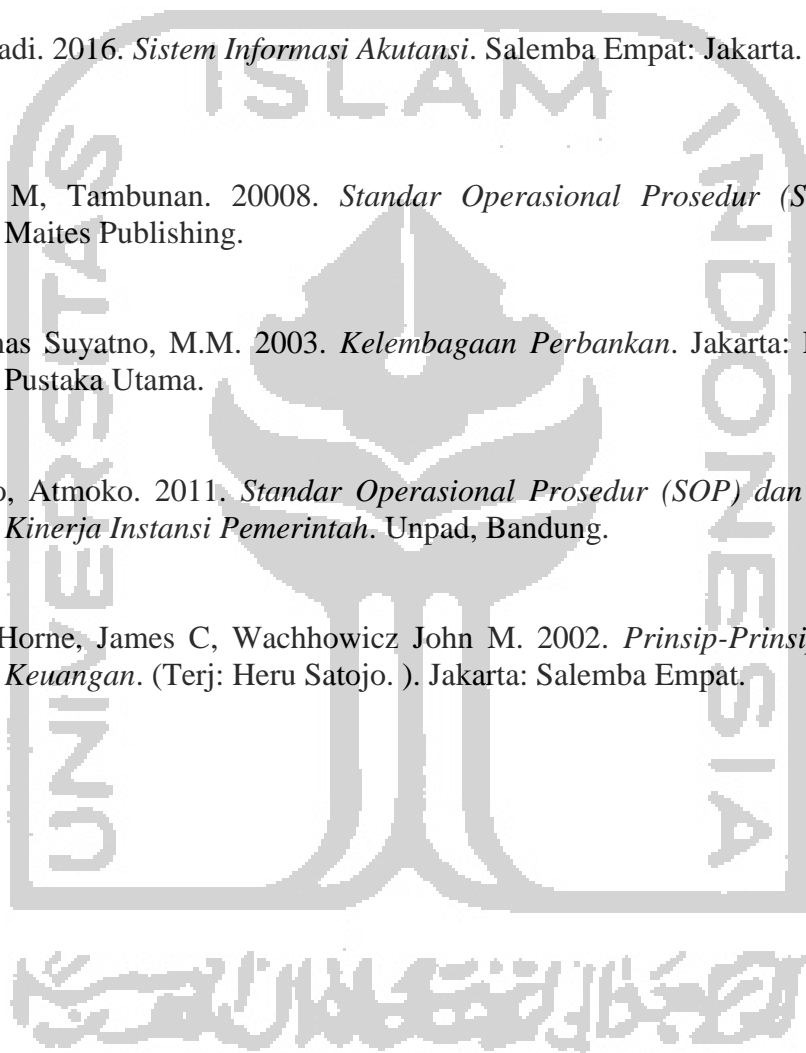 adi. 2016. Sistem Informasi Akutansi. Salemba Empat: Jakarta.
ISLAM
M, Tambunan. 20008. Standar Operasional Prosedur (S
Maites Publishing.
nas Suyatno, M.M. 2003. Kelembagaan Perbankan. Jakarta:
Pustaka Utama.
o, Atmoko. 2011. Standar Operasional Prosedur (SOP) dan
Kinerja Instansi Pemerintah. Unpad, Bandung.
Horne, James C, Wachhowicz John M. 2002. Prinsip-Prinsip
Keuangan. (Terj: Heru Satojo. ). Jakarta: Salemba Empat.
UNIVERSITAS
INDONESIA